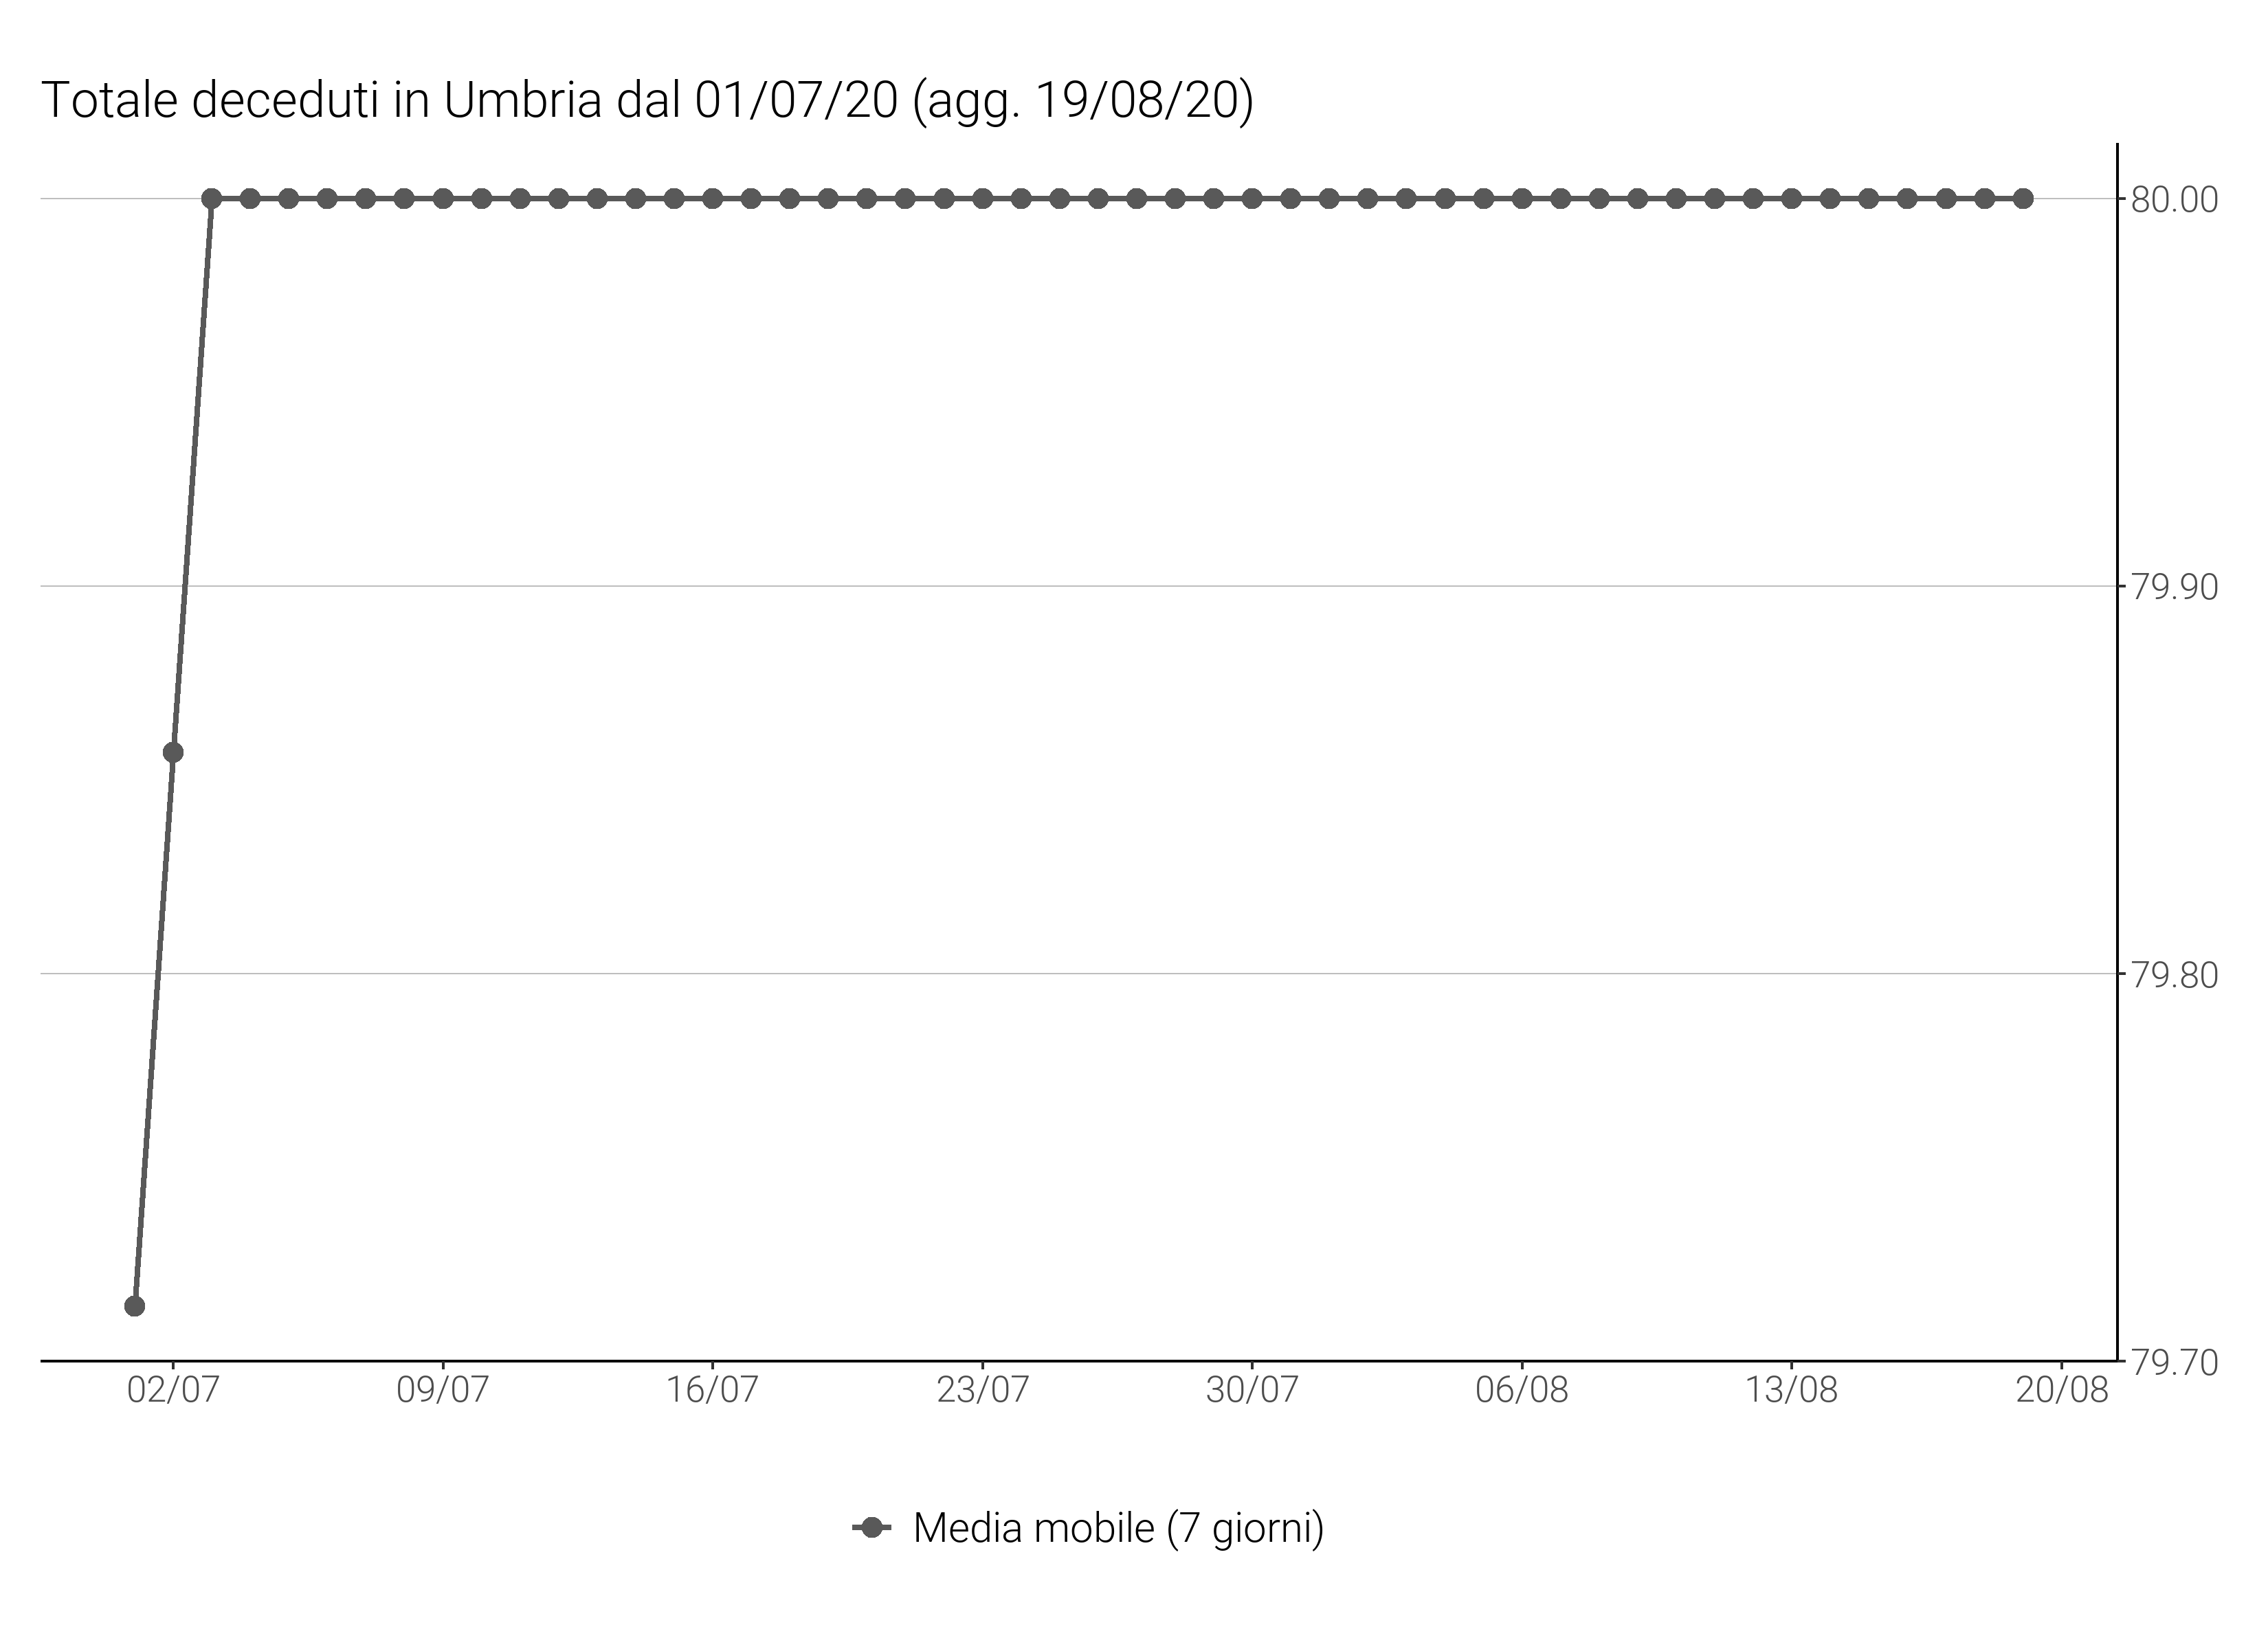 Totale deceduti in Umbria dal 01/07/20 (agg. 19/08/20)
80.00
79.90
79.80
79.70
02/07 09/07 16/07 23/07 30/07 06/08 13/08 20/08
Media mobile (7 giorni)